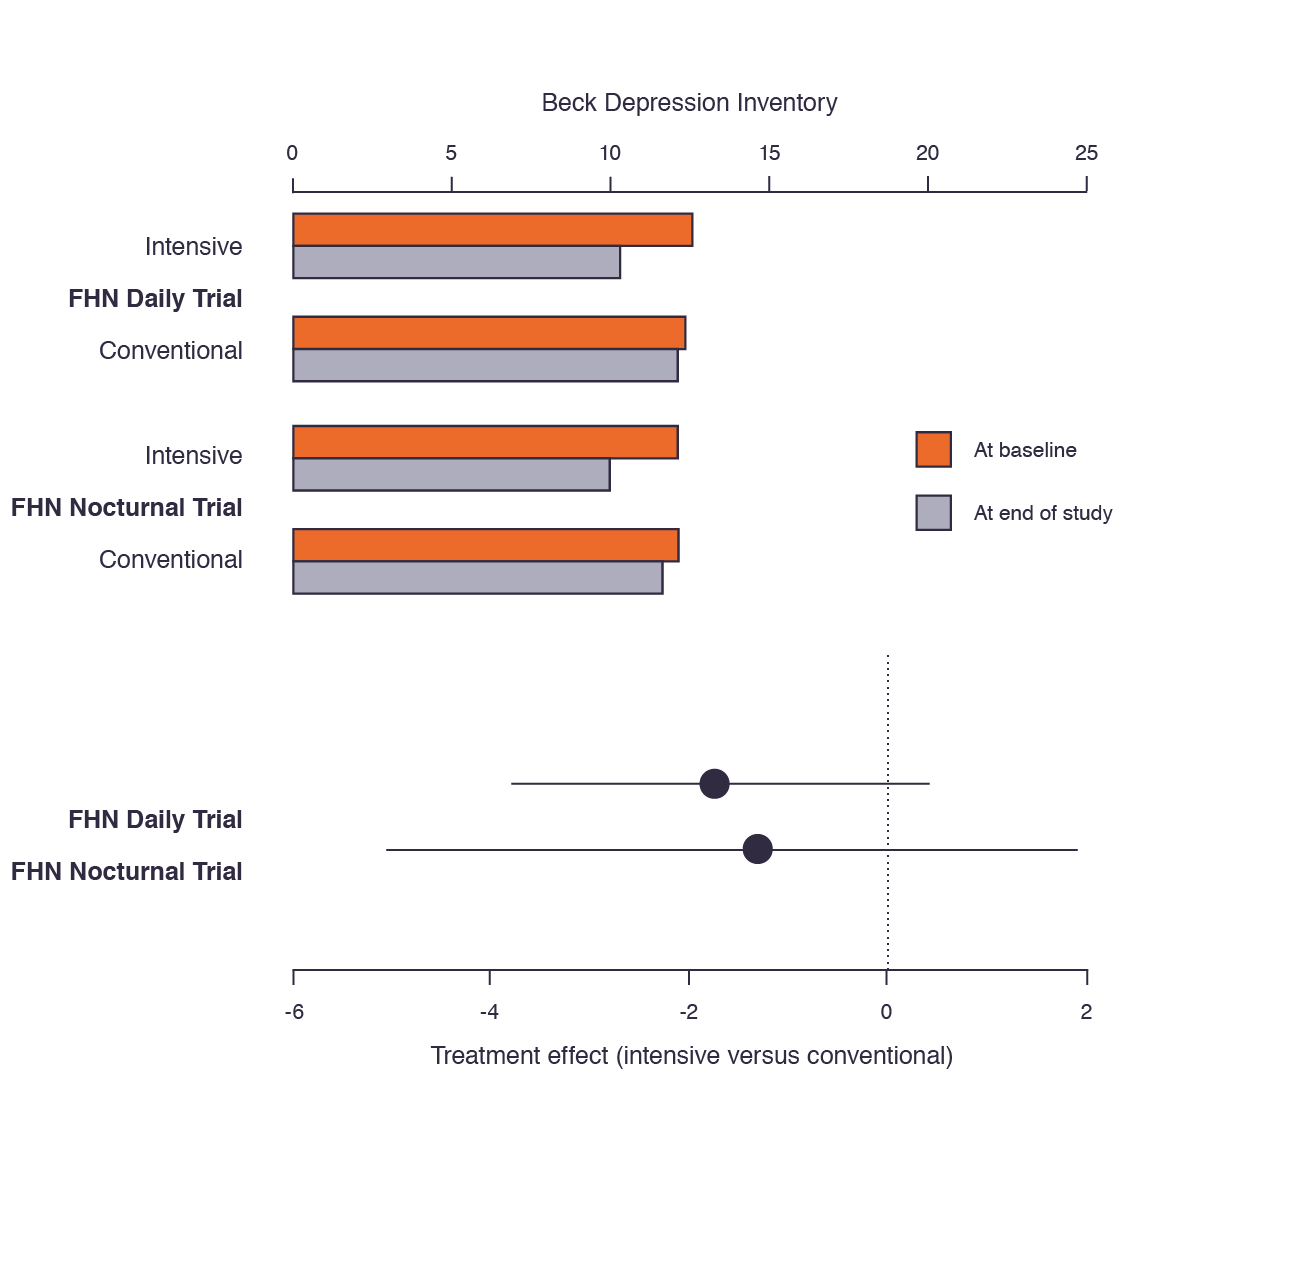 Beck Depression Inventory
0 5 10 15 20 25
Intensive
FHN Daily Trial
Conventional
Intensive
FHN Nocturnal Trial
Conventional
At baseline
At end of study
FHN Daily Trial
FHN Nocturnal Trial
-6 -4 -2 0 2
Treatment effect (intensive versus conventional)